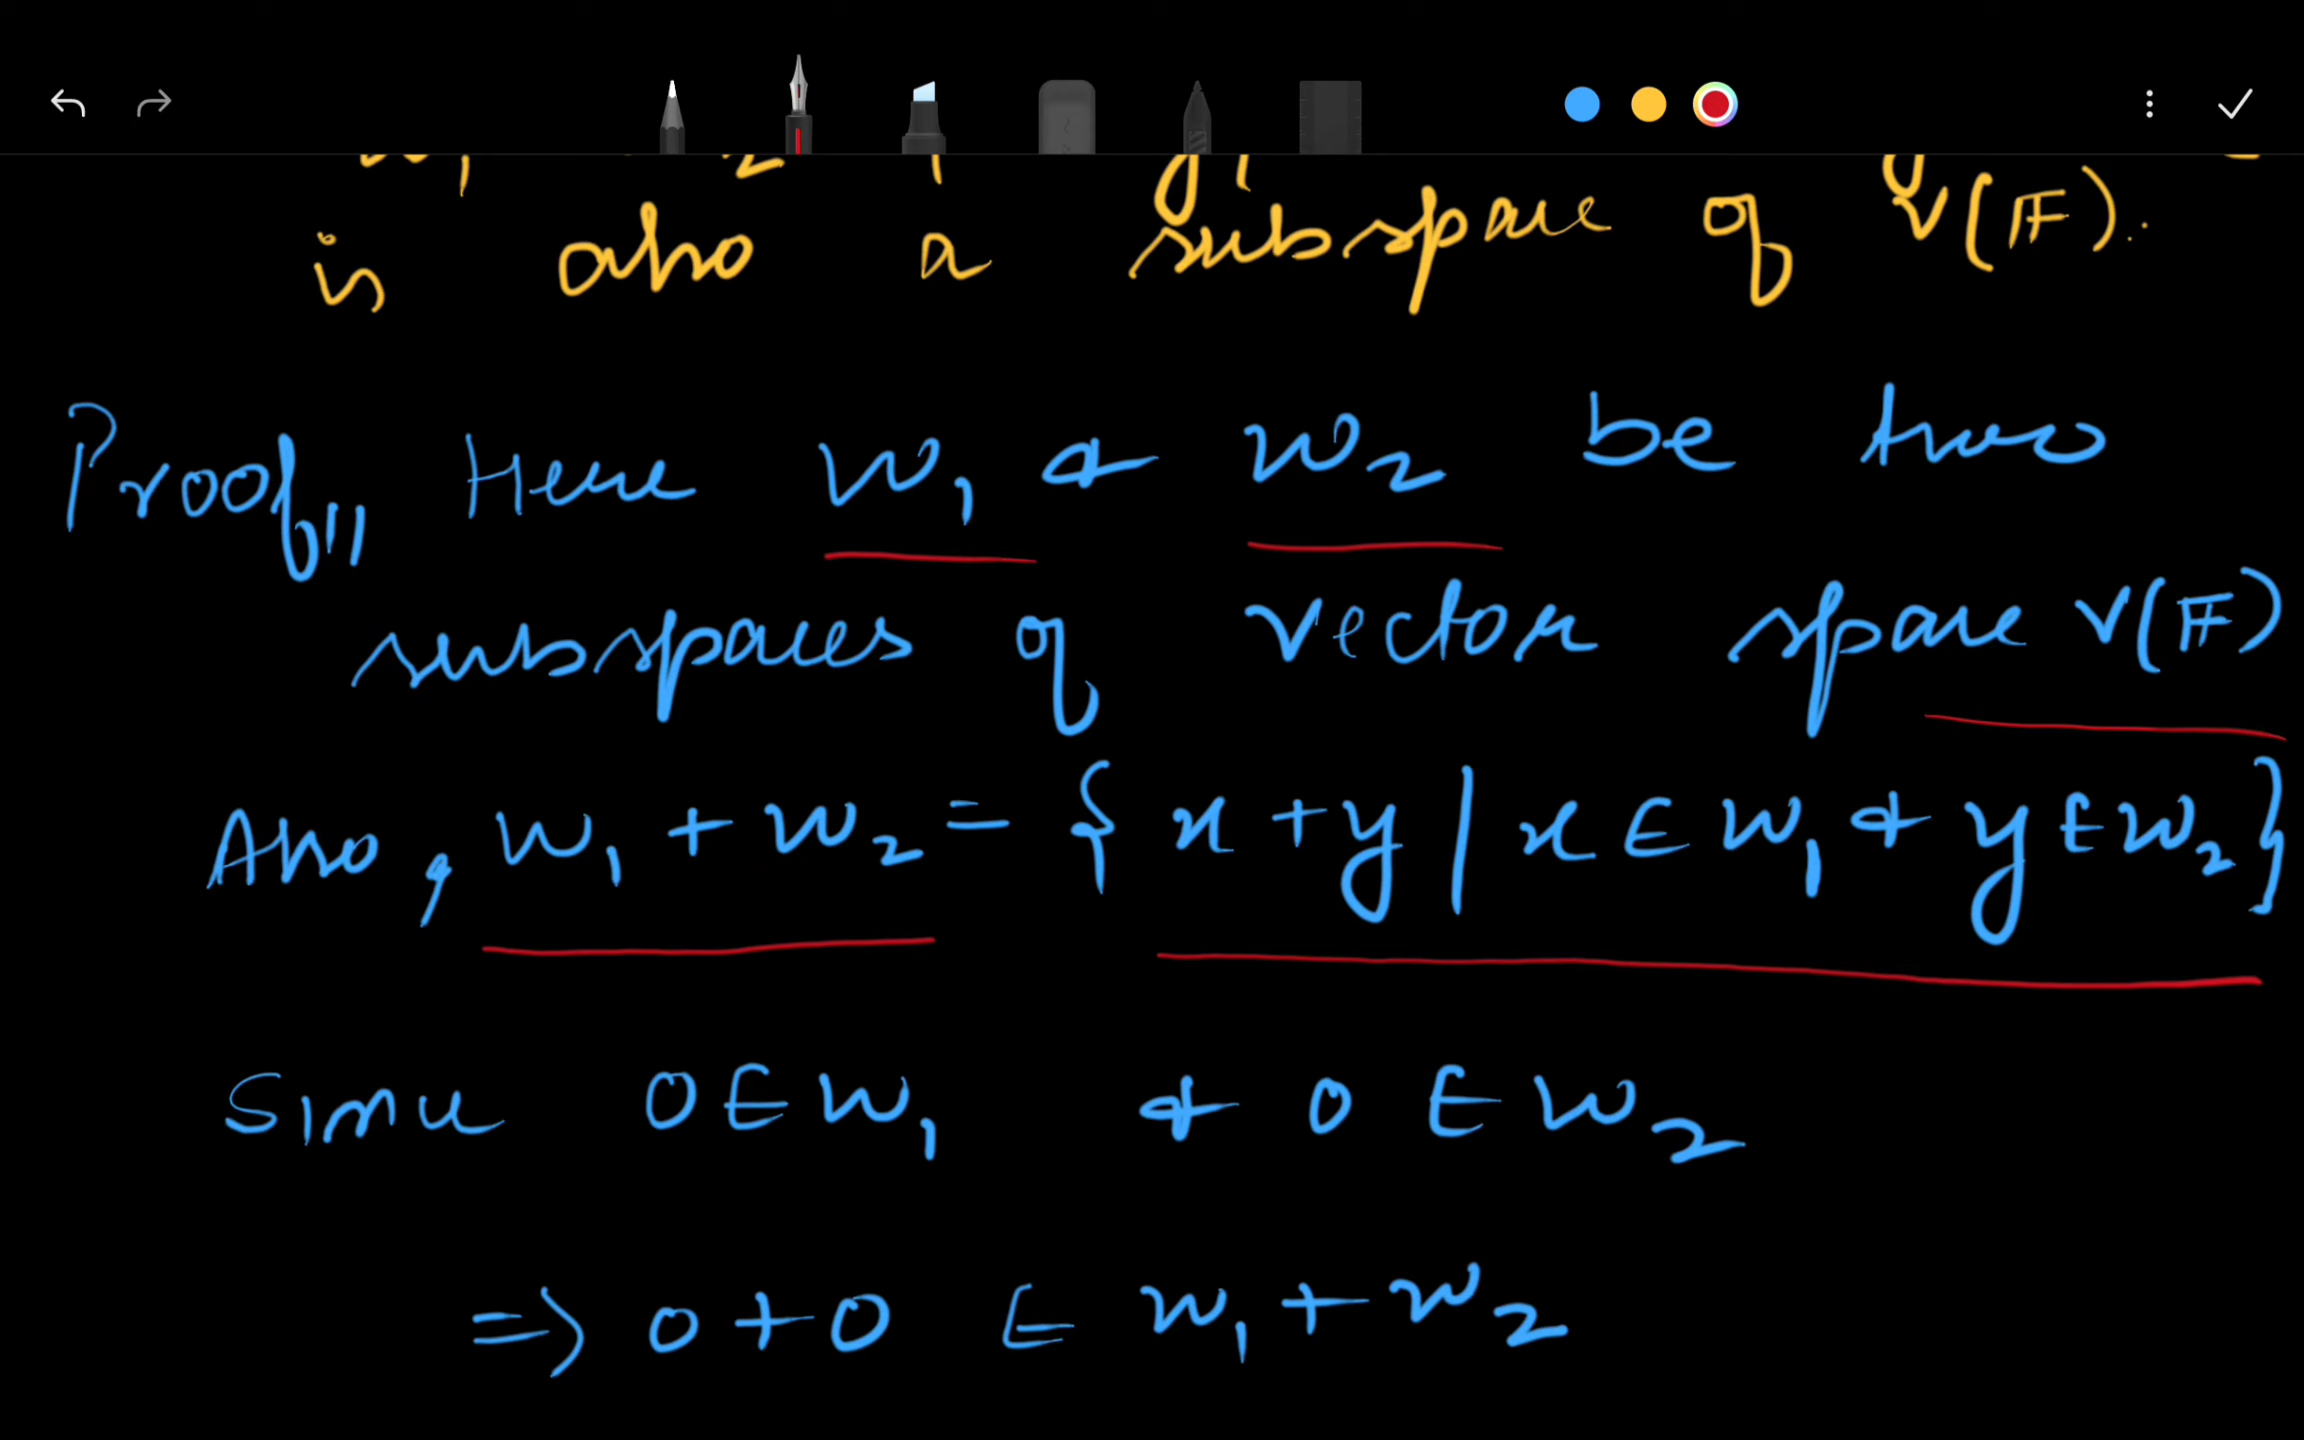 is also a subspace of V(F).
Proof Here W1 & W2 be two
subspaces of vector space V(F)
Also, W1 + W2 = { x + y | x ∈ W1 & y ∈ W2 }
Since 0 ∈ W1 & 0 ∈ W2
=> 0 + 0 ∈ W1 + W2